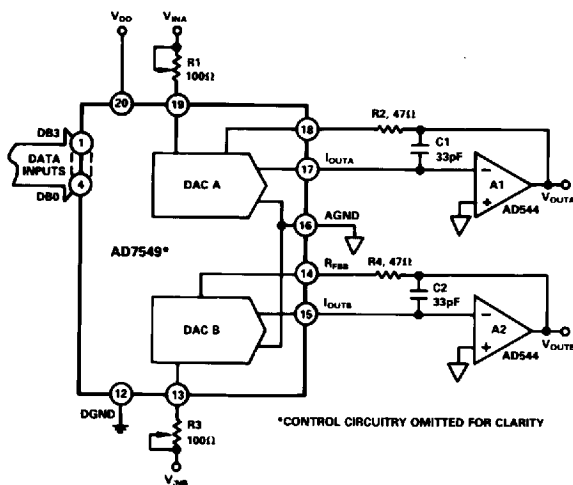 VDD
VINA
R1
100Ω
20
19
DB3
1
DATA
INPUTS
4
DB0
DAC A
18
R2, 47Ω
C1
33pF
17
IOUTA
A1
AD544
VOUTA
16
AGND
AD7549*
14
RFBB
R4, 47Ω
C2
33pF
15
IOUTB
A2
AD544
VOUTB
DAC B
12
13
DGND
R3
100Ω
*CONTROL CIRCUITRY OMITTED FOR CLARITY
VINB